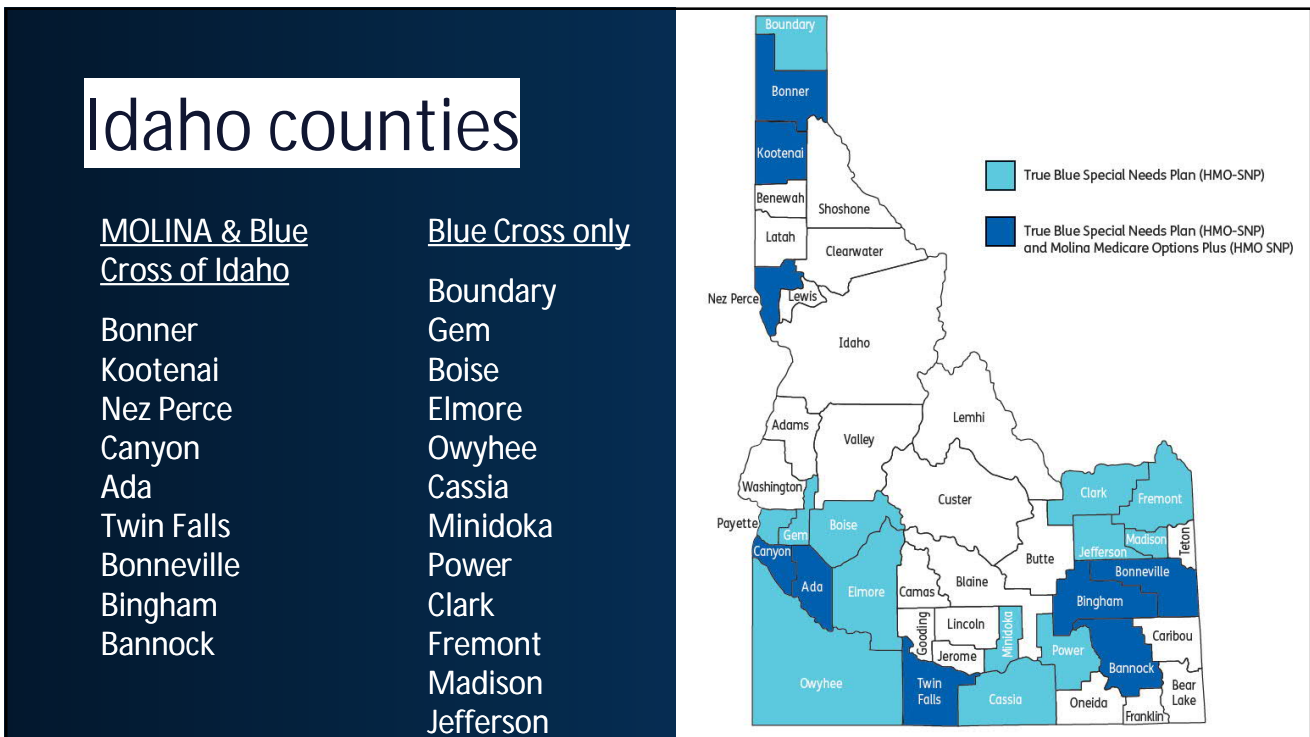 Idaho counties
MOLINA & Blue
Cross of Idaho
Bonner
Kootenai
Nez Perce
Canyon
Ada
Twin Falls
Bonneville
Bingham
Bannock
Blue Cross only
Boundary
Gem
Boise
Elmore
Owyhee
Cassia
Minidoka
Power
Clark
Fremont
Madison
Jefferson
Boundary
Bonner
Kootenai
Benewah
Shoshone
Latah
Clearwater
Nez Perce
Lewis
Idaho
Lemhi
Adams
Valley
Washington
Custer
Clark
Fremont
Payette
Gem
Boise
Jefferson
Madison
Teton
Canyon
Ada
Elmore
Camas
Blaine
Butte
Bonneville
Bingham
Gooding
Lincoln
Jerome
Minidoka
Power
Caribou
Bannock
Owyhee
Twin
Falls
Cassia
Oneida
Franklin
Bear
Lake
True Blue Special Needs Plan (HMO-SNP)
True Blue Special Needs Plan (HMO-SNP)
and Molina Medicare Options Plus (HMO SNP)